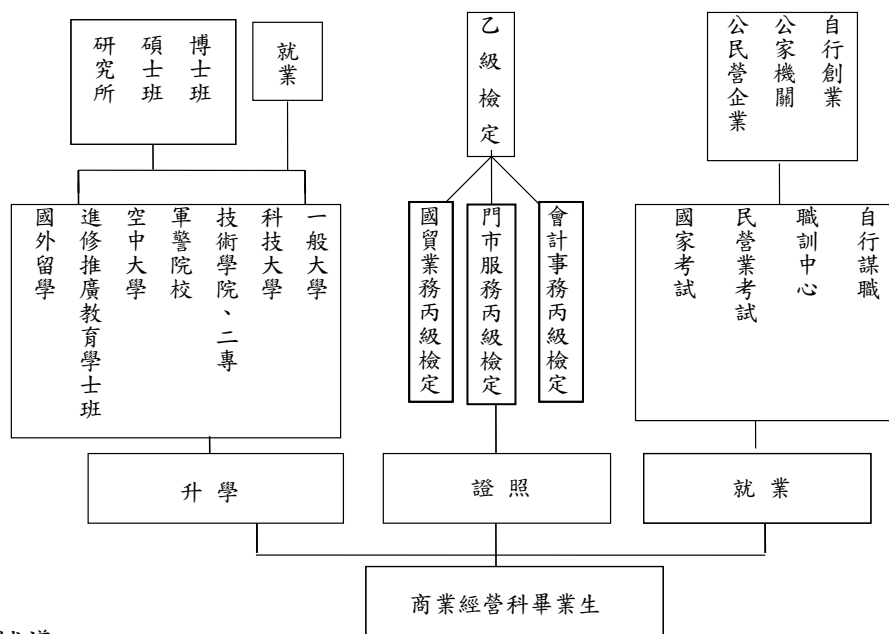 博士班
碩士班
研究所
就業
乙級檢定
自行創業
公家機關
公民營企業
一般大學
科技大學
技術學院、二專
軍警院校
空中大學
進修推廣教育學士班
國外留學
會計事務丙級檢定
門市服務丙級檢定
國貿業務丙級檢定
自行謀職
職訓中心
民營業考試
國家考試
升學
證照
就業
商業經營科畢業生